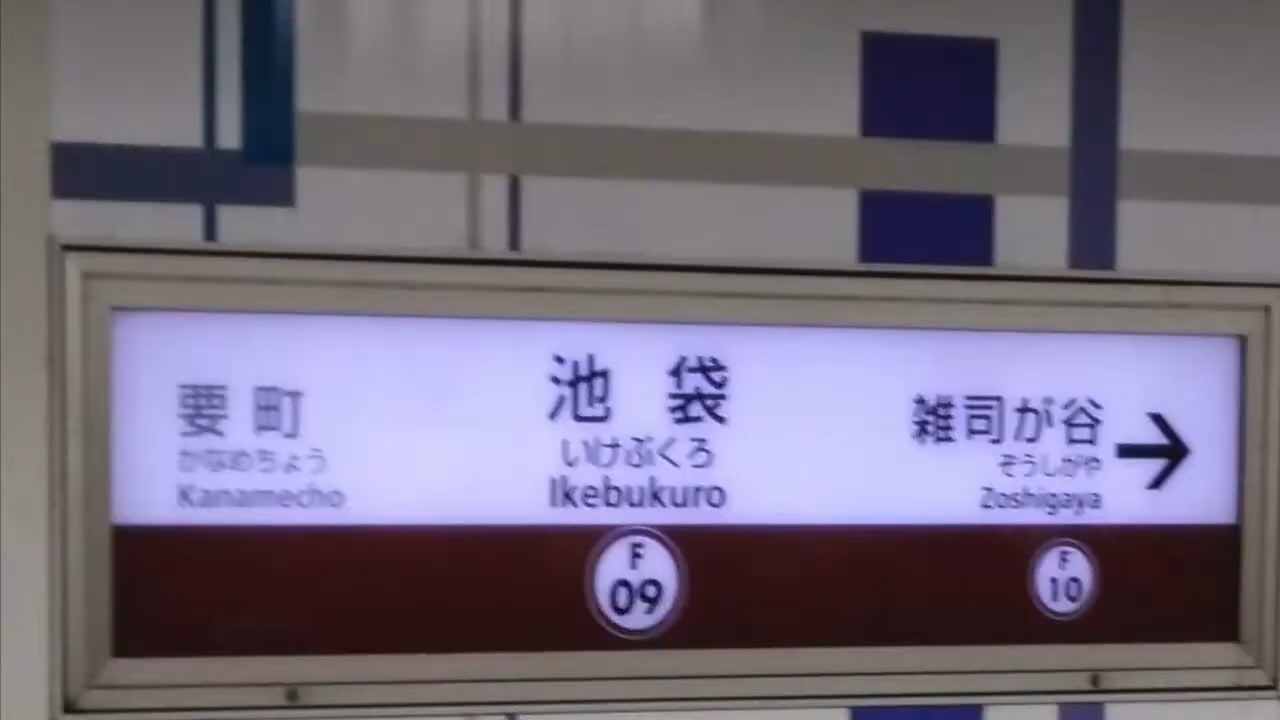 要町
かなめちょう
Kanamecho
池袋
いけぶくろ
Ikebukuro
F
09
雑司が谷
ぞうしがや
Zoshigaya
F
10